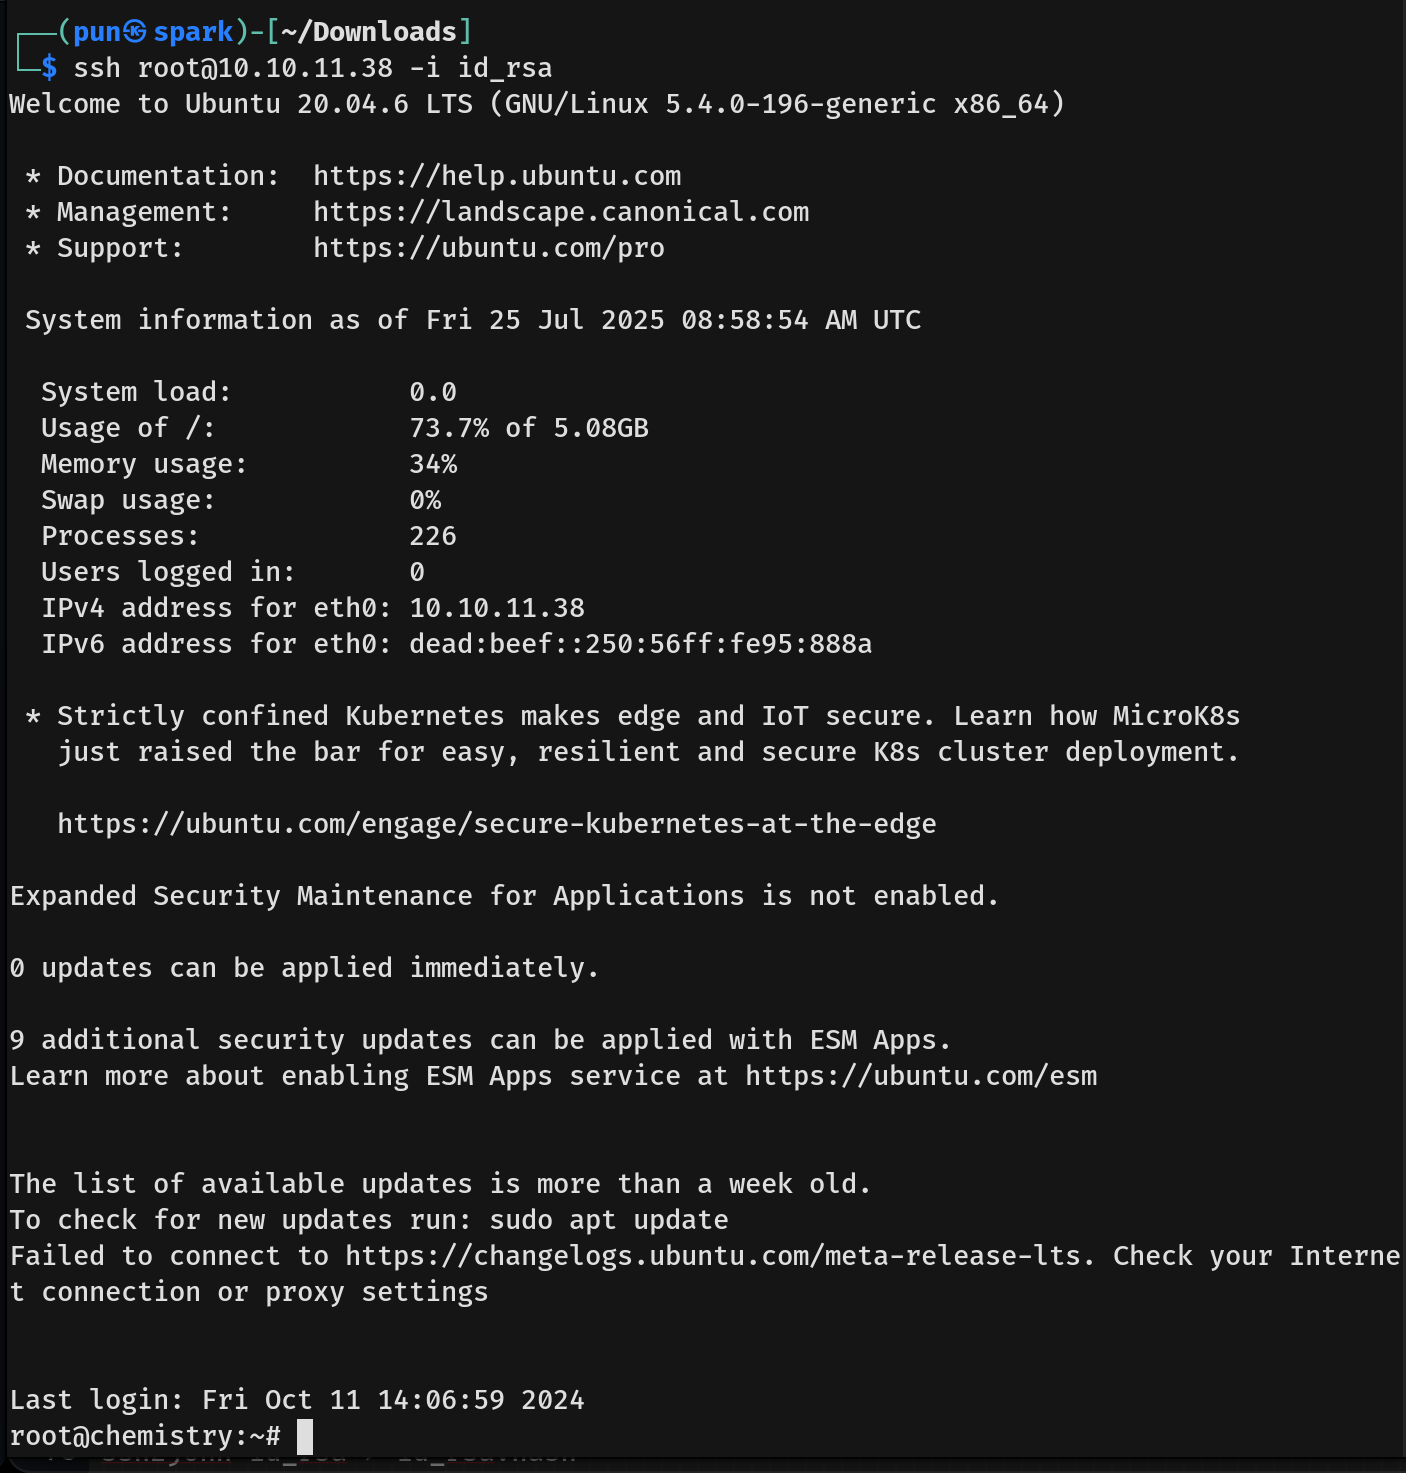 ┌──(pun㉿spark)-[~/Downloads]
└─$ ssh root@10.10.11.38 -i id_rsa
Welcome to Ubuntu 20.04.6 LTS (GNU/Linux 5.4.0-196-generic x86_64)
* Documentation:  https://help.ubuntu.com
* Management:     https://landscape.canonical.com
* Support:        https://ubuntu.com/pro
System information as of Fri 25 Jul 2025 08:58:54 AM UTC
System load:           0.0
Usage of /:            73.7% of 5.08GB
Memory usage:          34%
Swap usage:            0%
Processes:             226
Users logged in:       0
IPv4 address for eth0: 10.10.11.38
IPv6 address for eth0: dead:beef::250:56ff:fe95:888a
* Strictly confined Kubernetes makes edge and IoT secure. Learn how MicroK8s
just raised the bar for easy, resilient and secure K8s cluster deployment.
https://ubuntu.com/engage/secure-kubernetes-at-the-edge
Expanded Security Maintenance for Applications is not enabled.
0 updates can be applied immediately.
9 additional security updates can be applied with ESM Apps.
Learn more about enabling ESM Apps service at https://ubuntu.com/esm
The list of available updates is more than a week old.
To check for new updates run: sudo apt update
Failed to connect to https://changelogs.ubuntu.com/meta-release-lts. Check your Interne
t connection or proxy settings
Last login: Fri Oct 11 14:06:59 2024
root@chemistry:~#